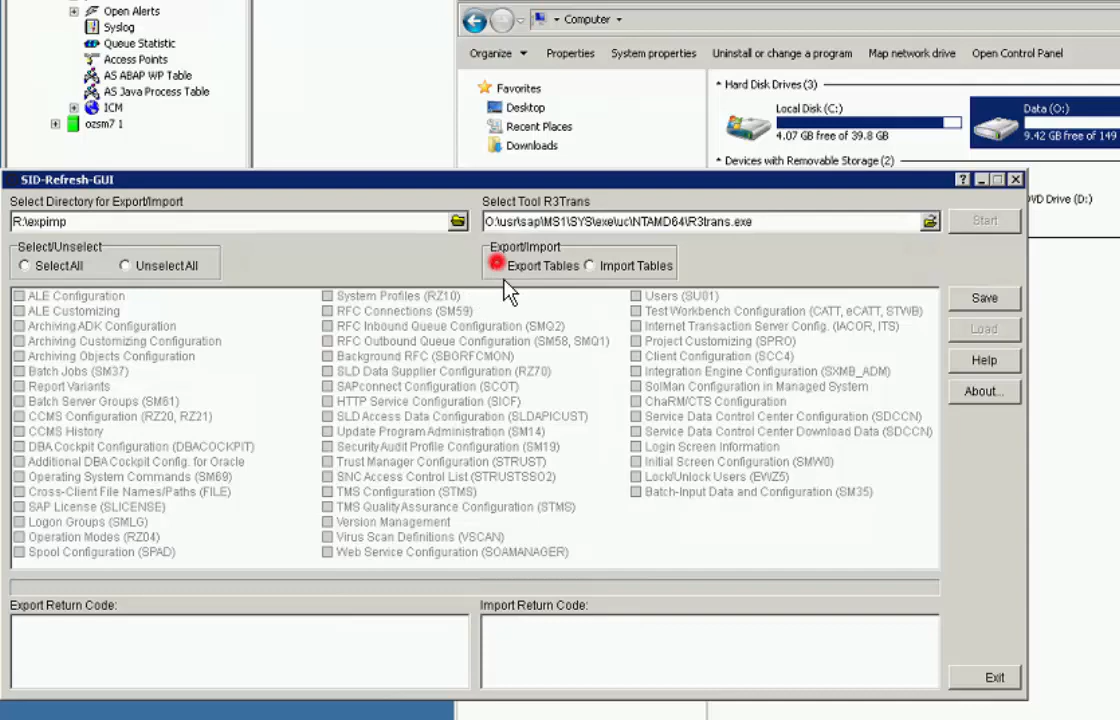 Open Alerts
Syslog
Queue Statistic
Access Points
AS ABAP WP Table
AS Java Process Table
ICM
ozsm7 1
Computer
Organize Properties System properties Uninstall or change a program Map network drive Open Control Panel
Favorites
Desktop
Recent Places
Downloads
Hard Disk Drives (3)
Local Disk (C:)
4.07 GB free of 39.8 GB
Data (O:)
9.42 GB free of 149
Devices with Removable Storage (2)
VD Drive (D:)
SID-Refresh-GUI
Select Directory for Export/Import
R:\expimp
Select Tool R3Trans
O:\usr\sap\MS1\SYS\exe\uc\NTAMD64\R3trans.exe
Start
Select/Unselect
SelectAll UnselectAll
Export/Import
Export Tables Import Tables
ALE Configuration
ALE Customizing
Archiving ADK Configuration
Archiving Customizing Configuration
Archiving Objects Configuration
Batch Jobs (SM37)
Report Variants
Batch Server Groups (SM61)
CCMS Configuration (RZ20, RZ21)
CCMS History
DBA Cockpit Configuration (DBACOCKPIT)
Additional DBA Cockpit Config. for Oracle
Operating System Commands (SM69)
Cross-Client File Names/Paths (FILE)
SAP License (SLICENSE)
Logon Groups (SMLG)
Operation Modes (RZ04)
Spool Configuration (SPAD)
System Profiles (RZ10)
RFC Connections (SM59)
RFC Inbound Queue Configuration (SMQ2)
RFC Outbound Queue Configuration (SM58, SMQ1)
Background RFC (SBGRFCMON)
SLD Data Supplier Configuration (RZ70)
SAPconnect Configuration (SCOT)
HTTP Service Configuration (SICF)
SLD Access Data Configuration (SLDAPICUST)
Update Program Administration (SM14)
Security Audit Profile Configuration (SM19)
Trust Manager Configuration (STRUST)
SNC Access Control List (STRUSTSSO2)
TMS Configuration (STMS)
TMS Quality Assurance Configuration (STMS)
Version Management
Virus Scan Definitions (VSCAN)
Web Service Configuration (SOAMANAGER)
Users (SU01)
Test Workbench Configuration (CATT, eCATT, STWB)
Internet Transaction Server Config. (IACOR, ITS)
Project Customizing (SPRO)
Client Configuration (SCC4)
Integration Engine Configuration (SXMB_ADM)
SolMan Configuration in Managed System
ChaRM/CTS Configuration
Service Data Control Center Configuration (SDCCN)
Service Data Control Center Download Data (SDCCN)
Login Screen Information
Initial Screen Configuration (SMW0)
Lock/Unlock Users (EWZ5)
Batch-Input Data and Configuration (SM35)
Save
Load
Help
About...
Export Return Code:
Import Return Code:
Exit